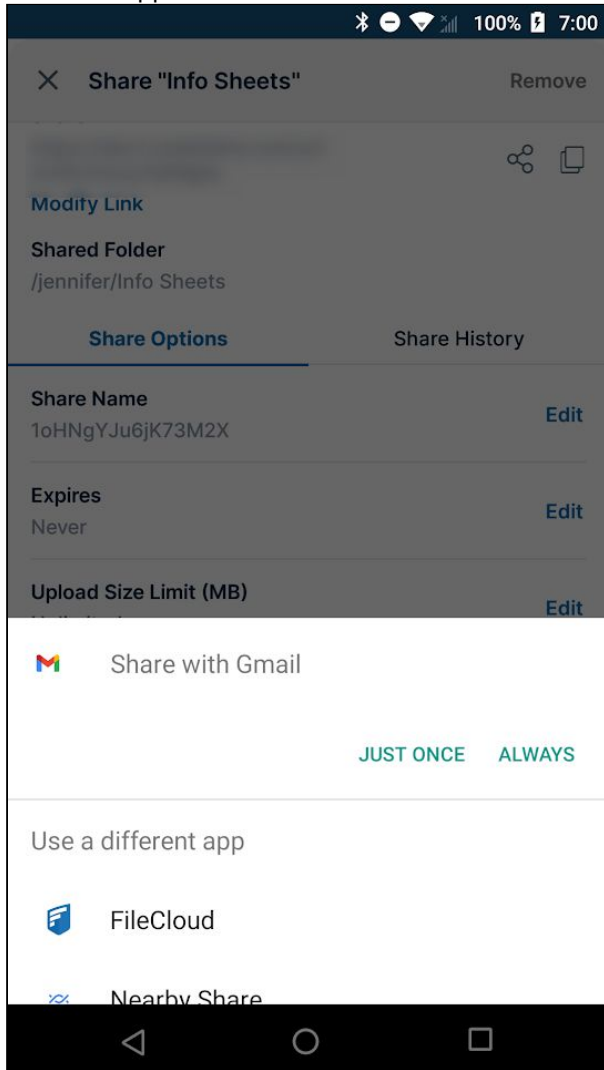 100% 7:00
Share "Info Sheets" Remove
Modify Link
Shared Folder
/jennifer/Info Sheets
Share Options Share History
Share Name
1oHNgYJu6jK73M2X Edit
Expires
Never Edit
Upload Size Limit (MB)
Edit
Share with Gmail
JUST ONCE ALWAYS
Use a different app
FileCloud
Nearby Share